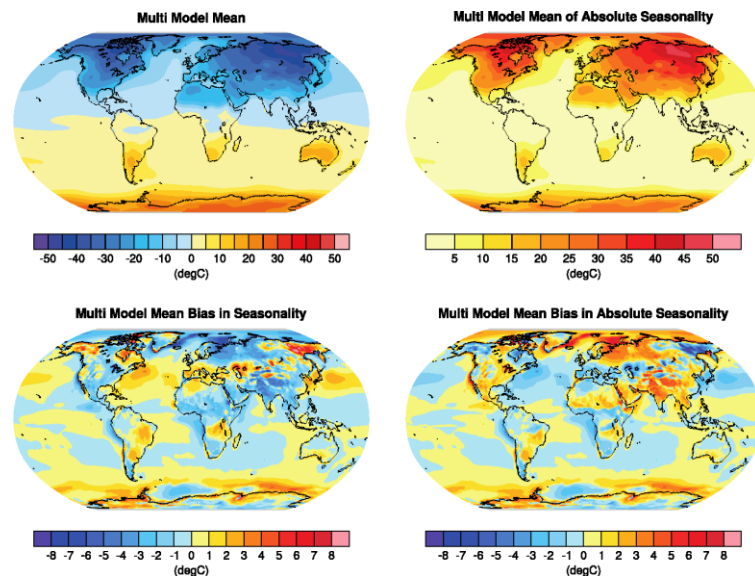 Multi Model Mean
Multi Model Mean of Absolute Seasonality
-50 -40 -30 -20 -10 0 10 20 30 40 50
(degC)
5 10 15 20 25 30 35 40 45 50
(degC)
Multi Model Mean Bias in Seasonality
Multi Model Mean Bias in Absolute Seasonality
-8 -7 -6 -5 -4 -3 -2 -1 0 1 2 3 4 5 6 7 8
(degC)
-8 -7 -6 -5 -4 -3 -2 -1 0 1 2 3 4 5 6 7 8
(degC)